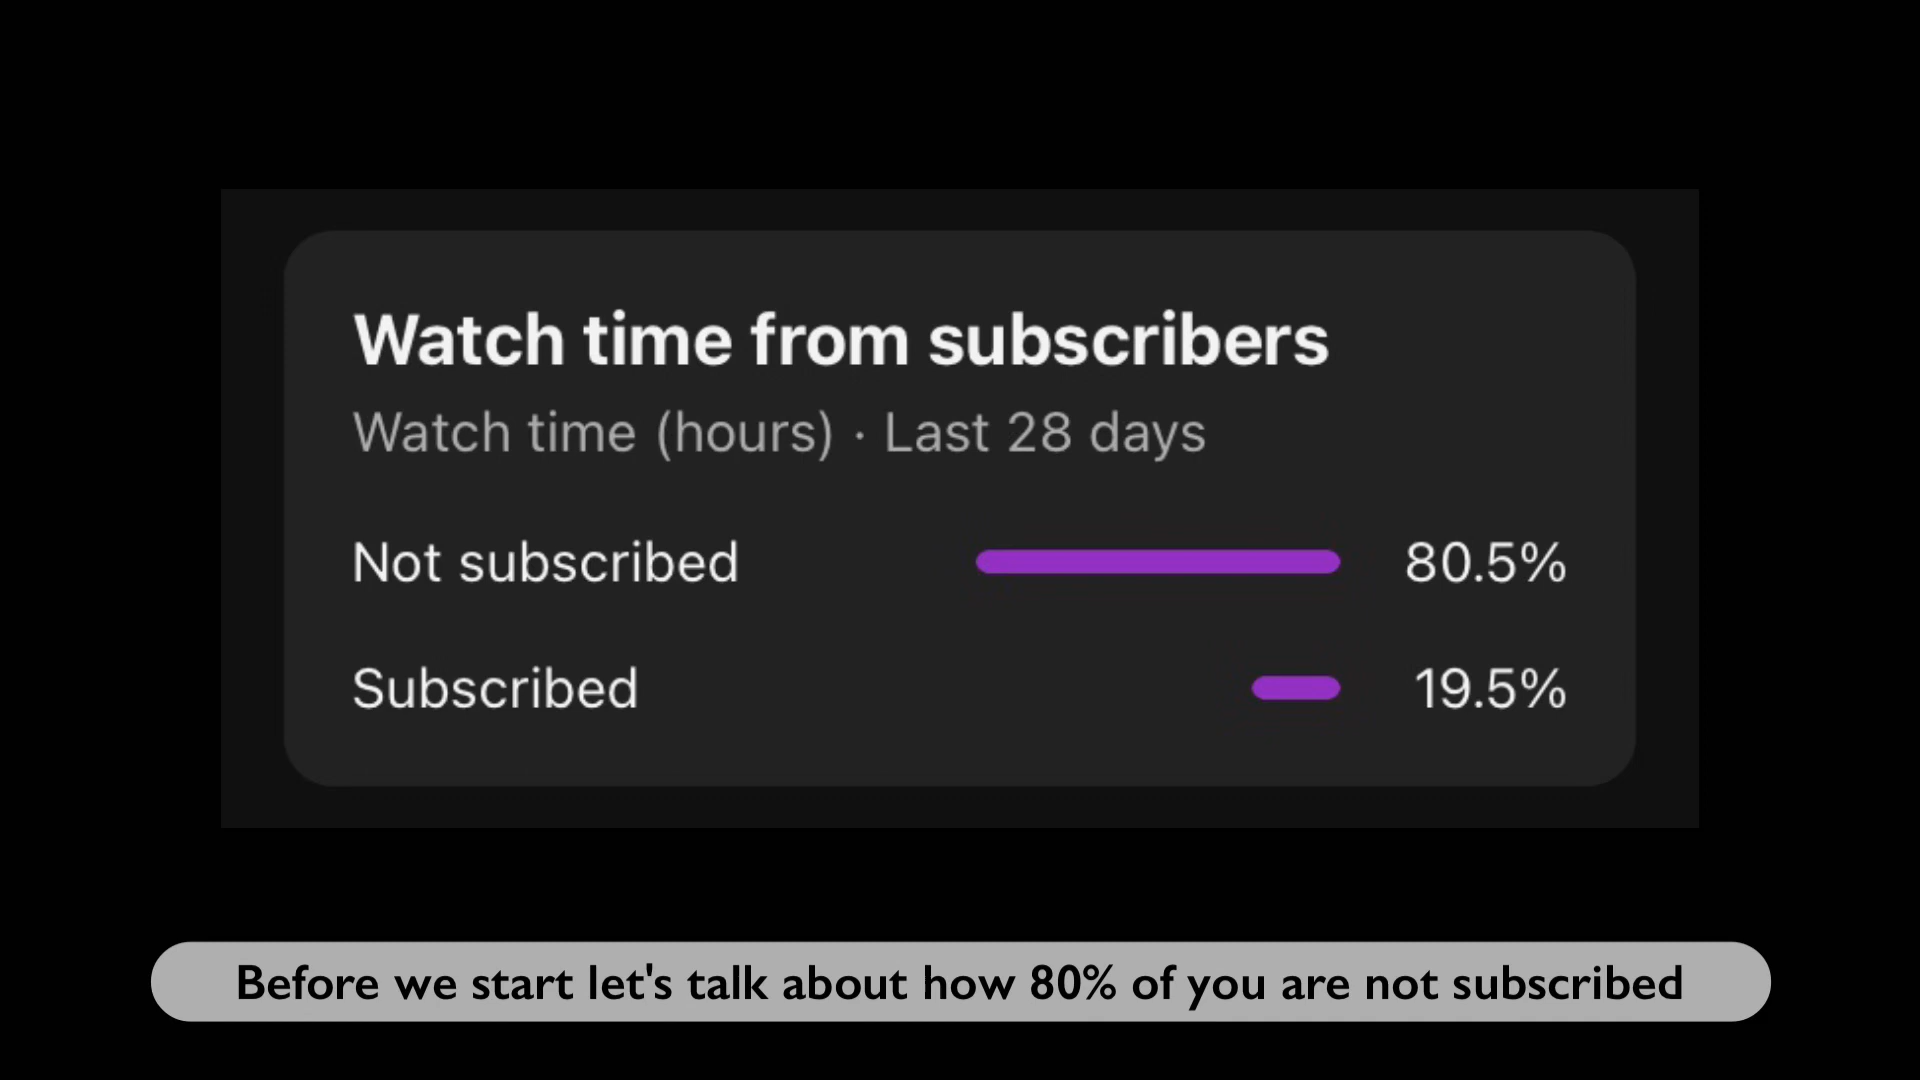 Watch time from subscribers
Watch time (hours) · Last 28 days
Not subscribed 80.5%
Subscribed 19.5%
Before we start let's talk about how 80% of you are not subscribed